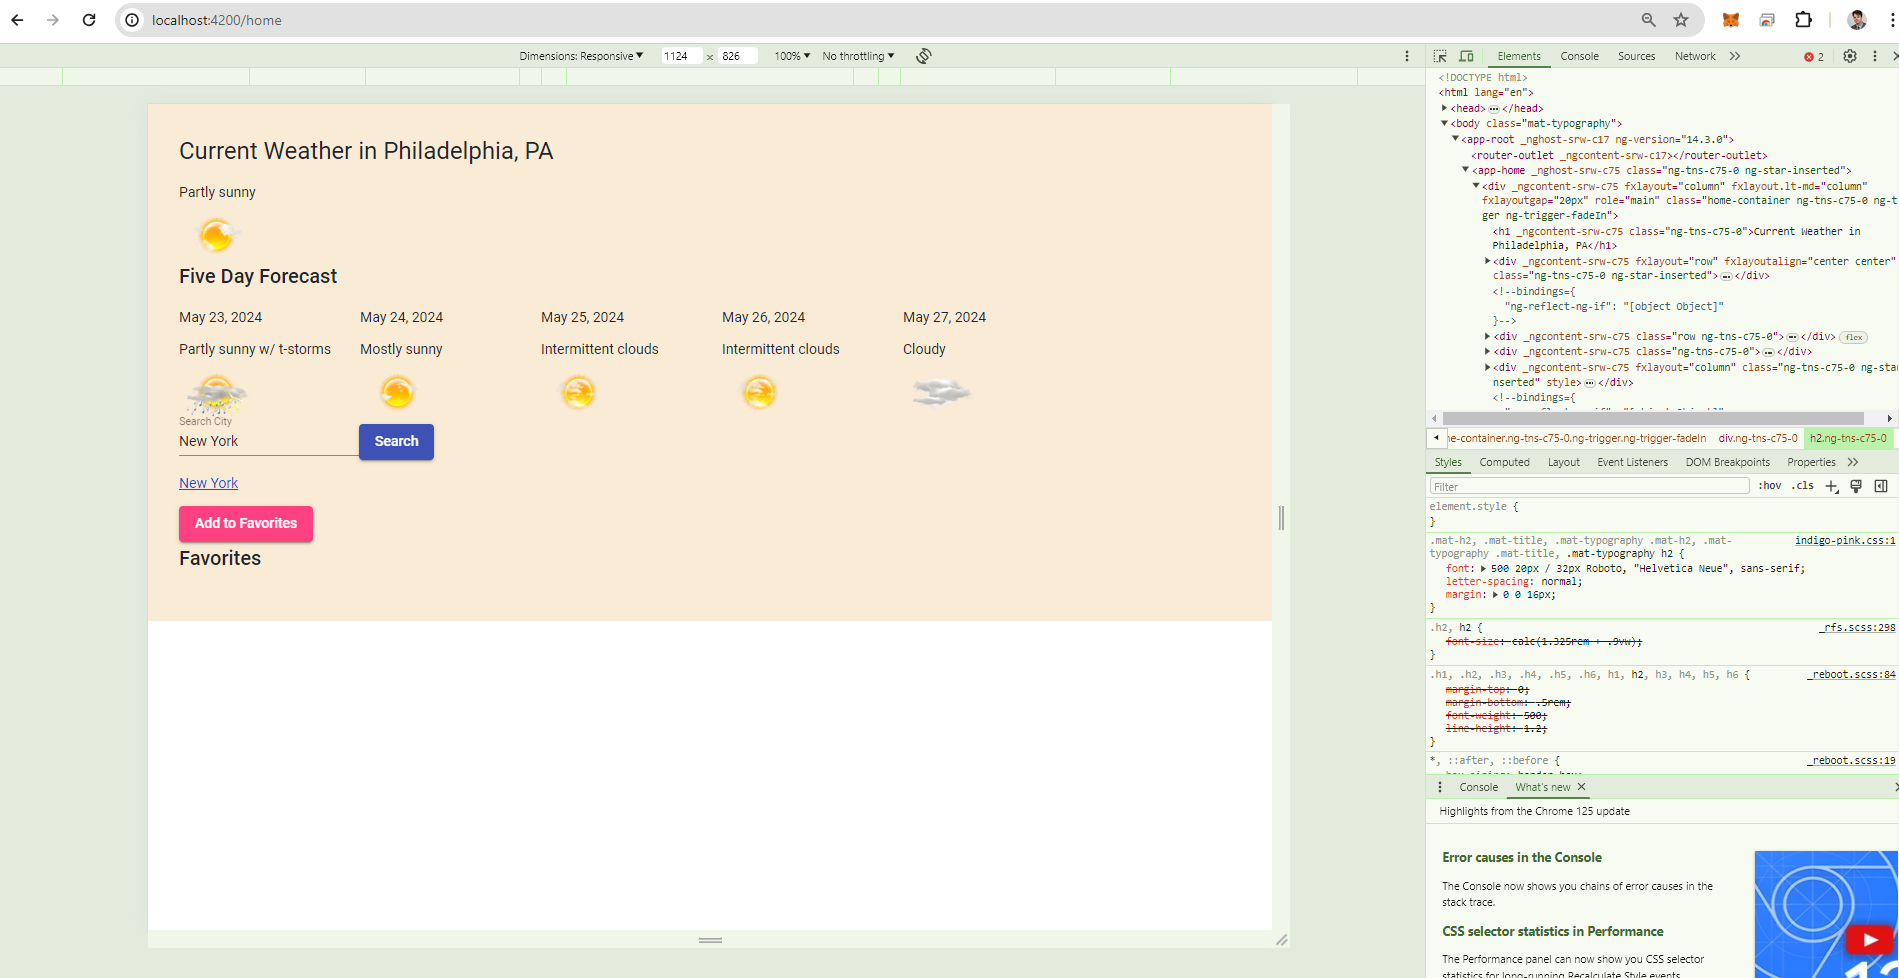 localhost:4200/home
Dimensions: Responsive 1124 x 826 100% No throttling
Elements Console Sources Network 2
Current Weather in Philadelphia, PA
Partly sunny
Five Day Forecast
May 23, 2024 May 24, 2024 May 25, 2024 May 26, 2024 May 27, 2024
Partly sunny w/ t-storms Mostly sunny Intermittent clouds Intermittent clouds Cloudy
Search City
New York Search
New York
Add to Favorites
Favorites
<!DOCTYPE html>
<html lang="en">
<head> </head>
<body class="mat-typography">
<app-root _nghost-srw-c17 ng-version="14.3.0">
<router-outlet _ngcontent-srw-c17></router-outlet>
<app-home _nghost-srw-c75 class="ng-tns-c75-0 ng-star-inserted">
<div _ngcontent-srw-c75 fxlayout="column" fxlayout.lt-md="column"
fxlayoutgap="20px" role="main" class="home-container ng-tns-c75-0 ng-t
ger ng-trigger-fadeIn">
<h1 _ngcontent-srw-c75 class="ng-tns-c75-0">Current Weather in
Philadelphia, PA</h1>
<div _ngcontent-srw-c75 fxlayout="row" fxlayoutalign="center center"
class="ng-tns-c75-0 ng-star-inserted"> </div>
<!--bindings={
"ng-reflect-ng-if": "[object Object]"
}-->
<div _ngcontent-srw-c75 class="row ng-tns-c75-0"> </div> flex
<div _ngcontent-srw-c75 class="ng-tns-c75-0"> </div>
<div _ngcontent-srw-c75 fxlayout="column" class="ng-tns-c75-0 ng-sta
nserted" style> </div>
<!--bindings={
ne-container.ng-tns-c75-0.ng-trigger.ng-trigger-fadeIn div.ng-tns-c75-0 h2.ng-tns-c75-0
Styles Computed Layout Event Listeners DOM Breakpoints Properties
Filter :hov .cls
element.style {
}
.mat-h2, .mat-title, .mat-typography .mat-h2, .mat- indigo-pink.css:1
typography .mat-title, .mat-typography h2 {
font: 500 20px / 32px Roboto, "Helvetica Neue", sans-serif;
letter-spacing: normal;
margin: 0 0 16px;
}
.h2, h2 { _rfs.scss:298
font-size: calc(1.325rem + .9vw);
}
.h1, .h2, .h3, .h4, .h5, .h6, h1, h2, h3, h4, h5, h6 { _reboot.scss:84
margin-top: 0;
margin-bottom: .5rem;
font-weight: 500;
line-height: 1.2;
}
*, ::after, ::before { _reboot.scss:19
Console What's new
Highlights from the Chrome 125 update
Error causes in the Console
The Console now shows you chains of error causes in the
stack trace.
CSS selector statistics in Performance
The Performance panel can now show you CSS selector
statistics for long-running Recalculate Style events